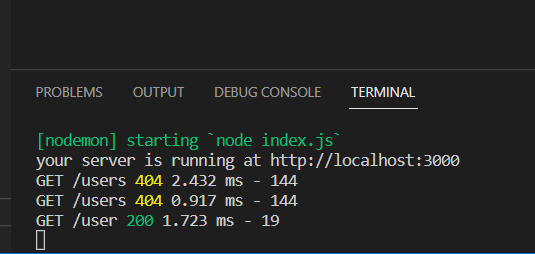 PROBLEMS OUTPUT DEBUG CONSOLE TERMINAL
[nodemon] starting `node index.js`
your server is running at http://localhost:3000
GET /users 404 2.432 ms - 144
GET /users 404 0.917 ms - 144
GET /user 200 1.723 ms - 19